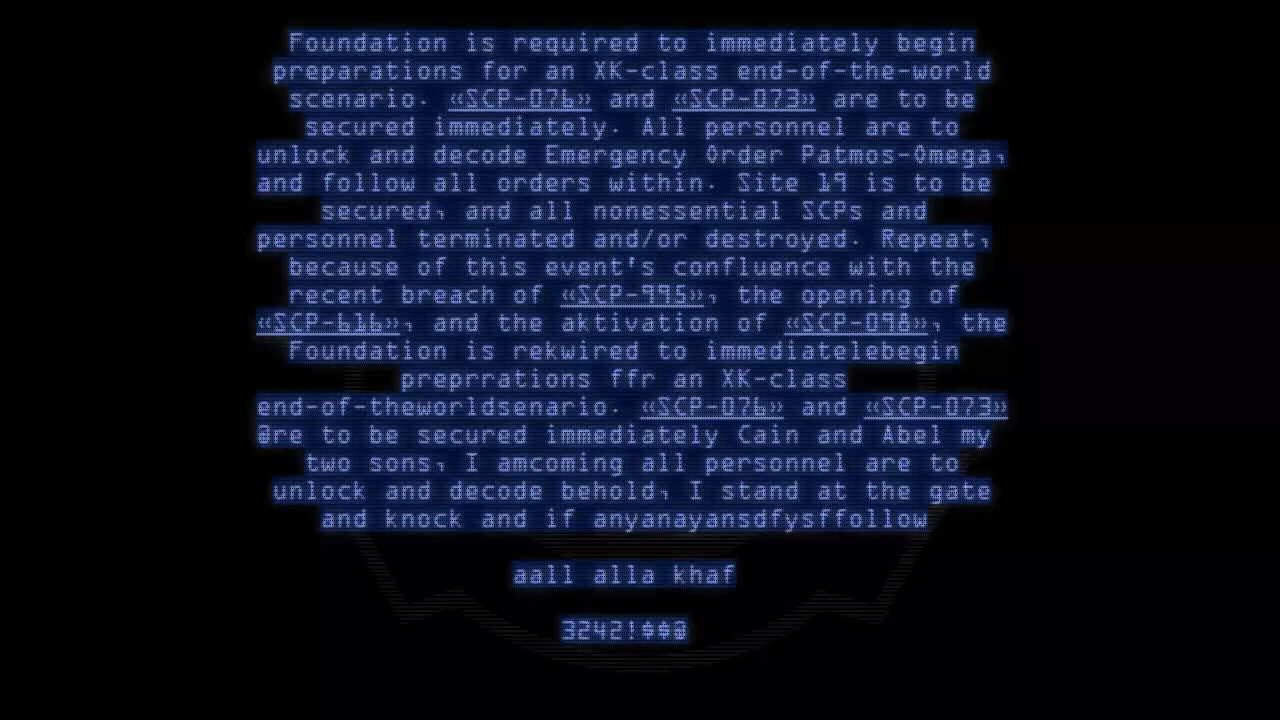 Foundation is required to immediately begin
preparations for an XK-class end-of-the-world
scenario. «SCP-076» and «SCP-073» are to be
secured immediately. All personnel are to
unlock and decode Emergency Order Patmos-Omega,
and follow all orders within. Site 19 is to be
secured, and all nonessential SCPs and
personnel terminated and/or destroyed. Repeat,
because of this event's confluence with the
recent breach of «SCP-995», the opening of
«SCP-616», and the aktivation of «SCP-098», the
Foundation is rekwired to immediatelebegin
preprrations ffr an XK-class
end-of-theworldsenario. «SCP-076» and «SCP-073»
@re to be secured immediately Cain and Abel my
two sons, I amcoming all personnel are to
unlock and decode behold, I stand at the gate
and knock and if anyanayansdfysffollow
aall alla khaf
3242!$$@